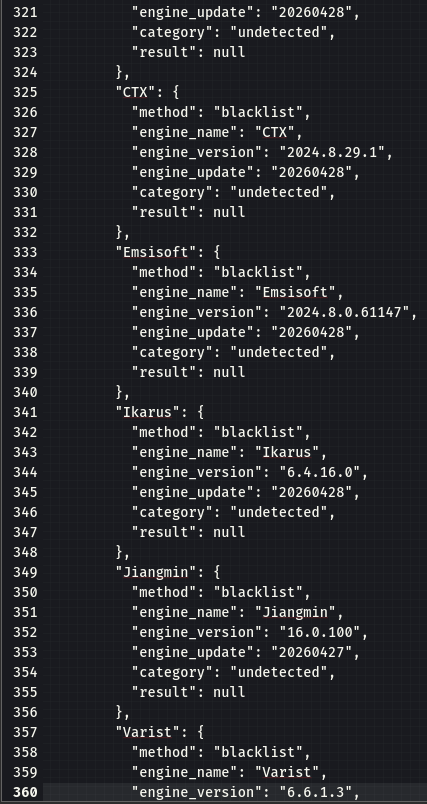 321 "engine_update": "20260428",
322 "category": "undetected",
323 "result": null
324 },
325 "CTX": {
326 "method": "blacklist",
327 "engine_name": "CTX",
328 "engine_version": "2024.8.29.1",
329 "engine_update": "20260428",
330 "category": "undetected",
331 "result": null
332 },
333 "Emsisoft": {
334 "method": "blacklist",
335 "engine_name": "Emsisoft",
336 "engine_version": "2024.8.0.61147",
337 "engine_update": "20260428",
338 "category": "undetected",
339 "result": null
340 },
341 "Ikarus": {
342 "method": "blacklist",
343 "engine_name": "Ikarus",
344 "engine_version": "6.4.16.0",
345 "engine_update": "20260428",
346 "category": "undetected",
347 "result": null
348 },
349 "Jiangmin": {
350 "method": "blacklist",
351 "engine_name": "Jiangmin",
352 "engine_version": "16.0.100",
353 "engine_update": "20260427",
354 "category": "undetected",
355 "result": null
356 },
357 "Varist": {
358 "method": "blacklist",
359 "engine_name": "Varist",
360 "engine_version": "6.6.1.3",